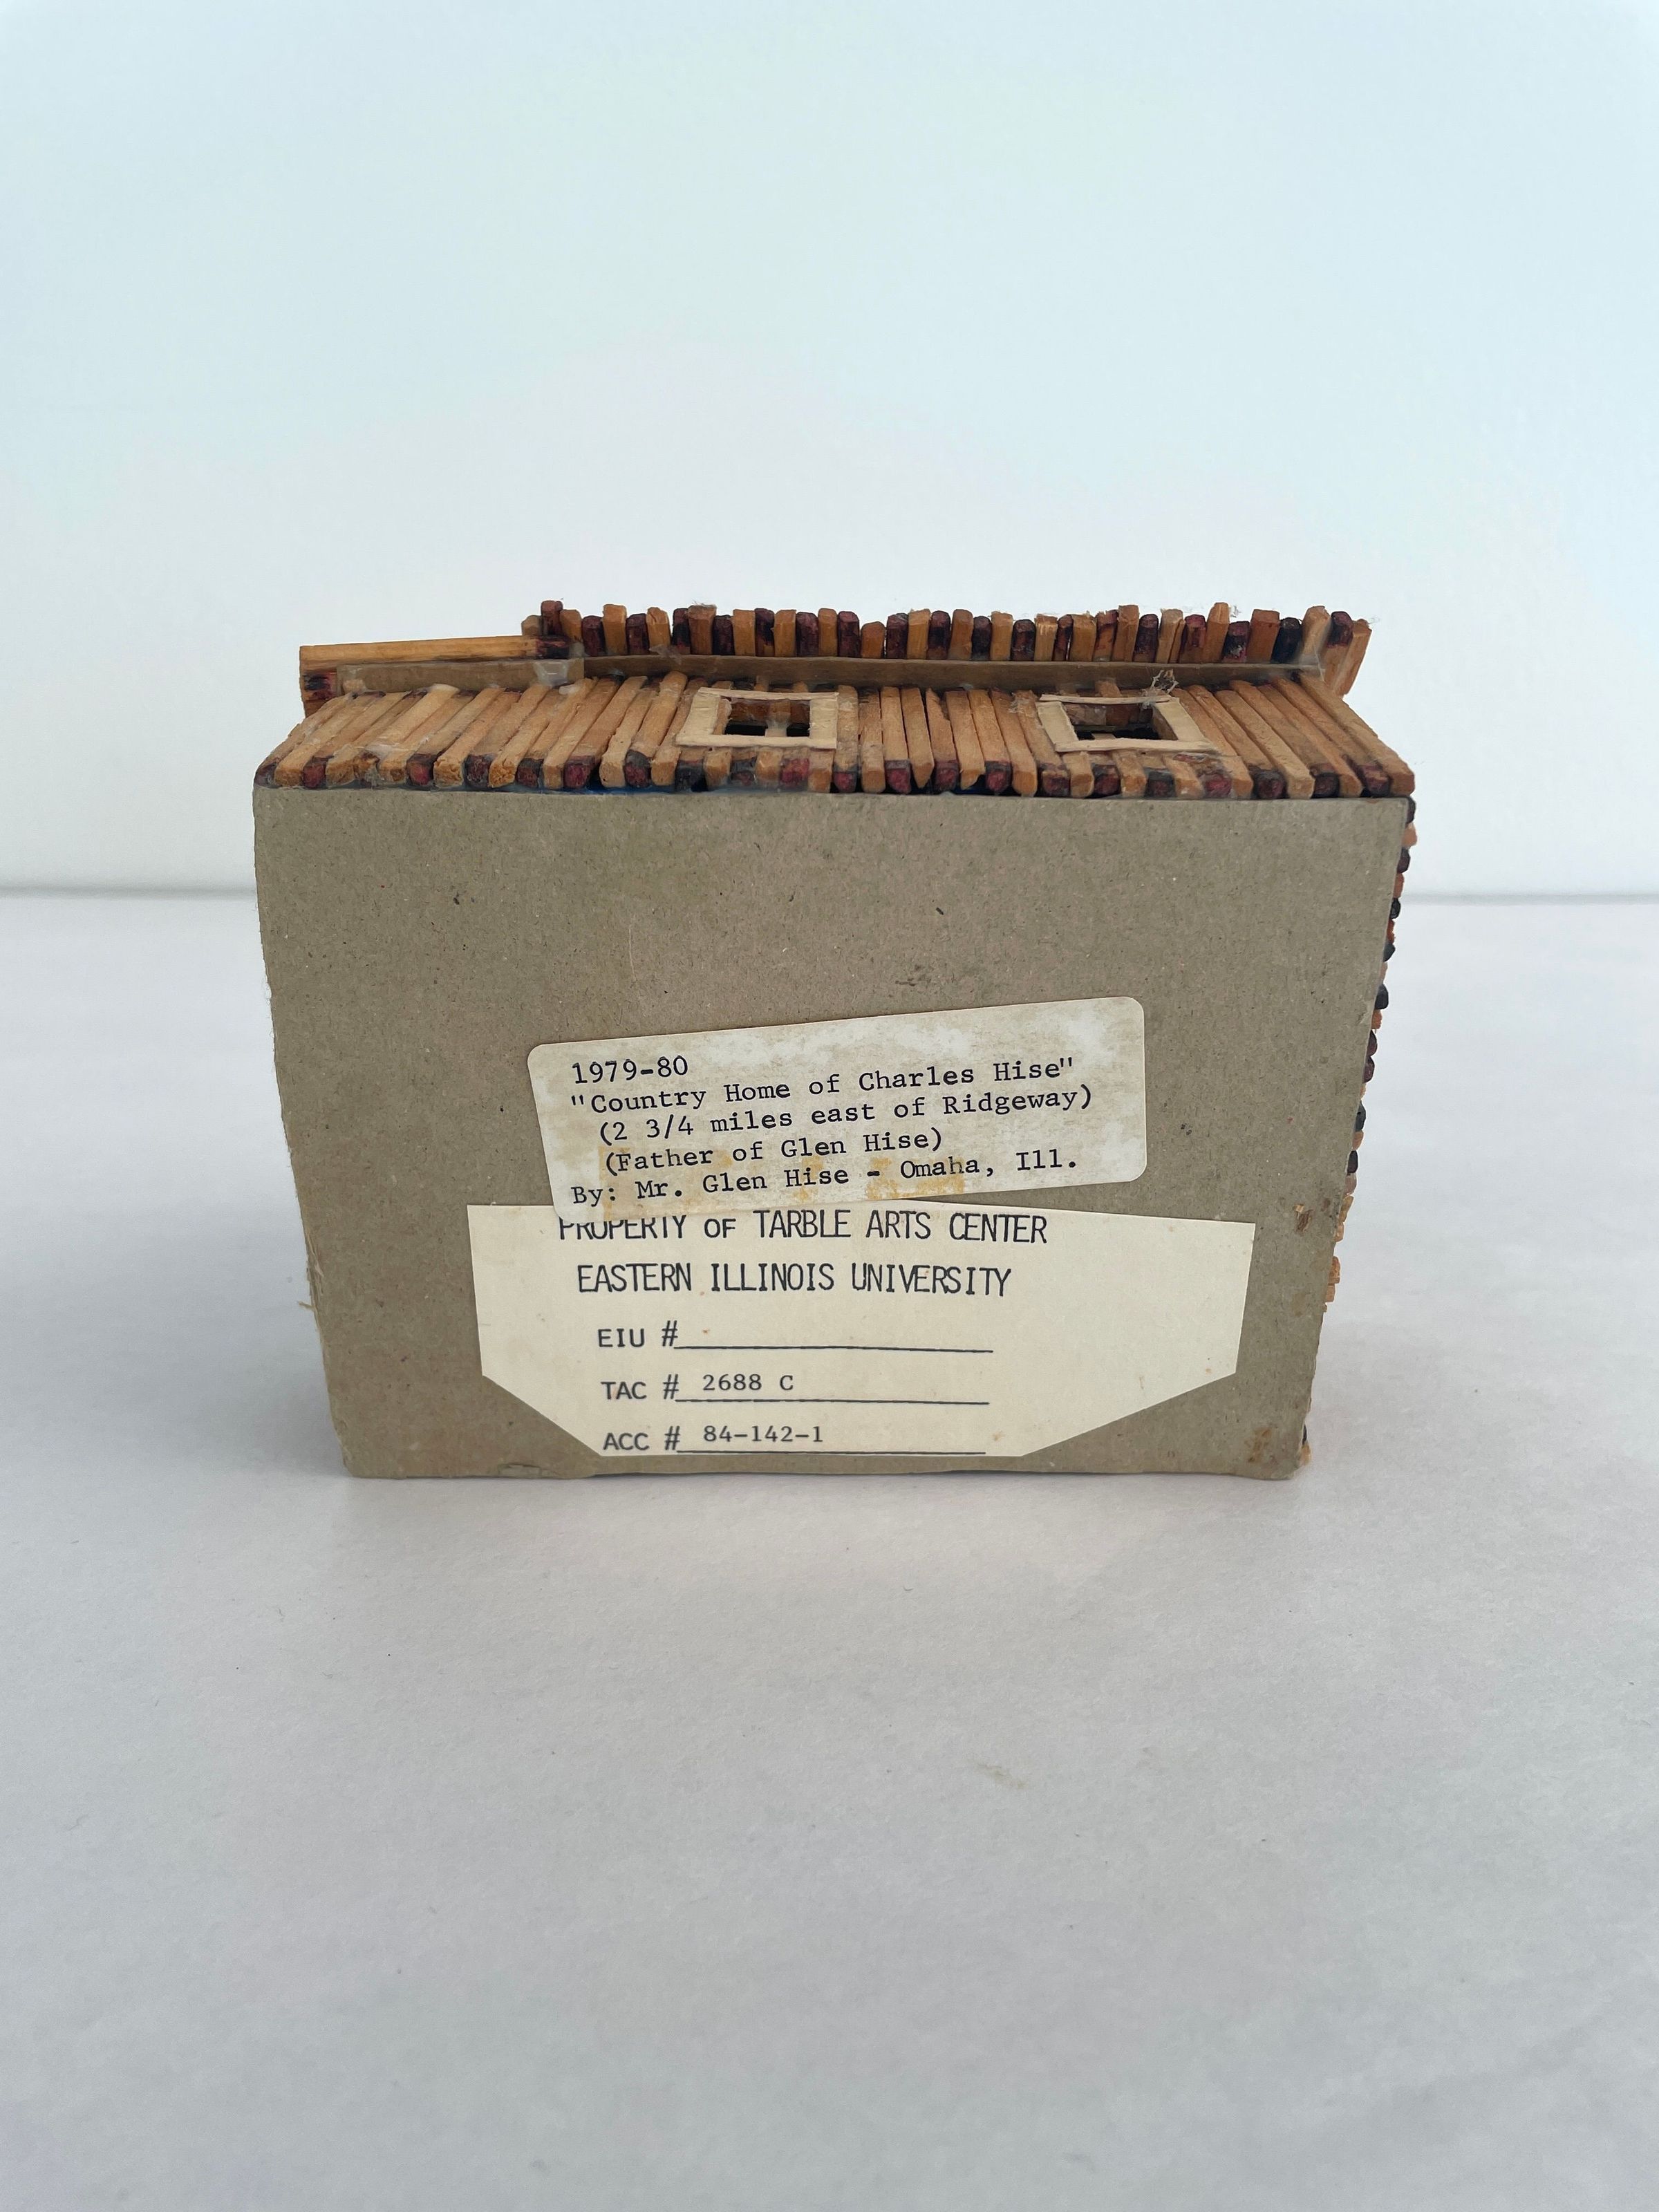 1979-80
"Country Home of Charles Hise"
(2 3/4 miles east of Ridgeway)
(Father of Glen Hise)
By: Mr. Glen Hise - Omaha, Ill.
PROPERTY OF TARBLE ARTS CENTER
EASTERN ILLINOIS UNIVERSITY
EIU #
TAC # 2688 C
ACC # 84-142-1